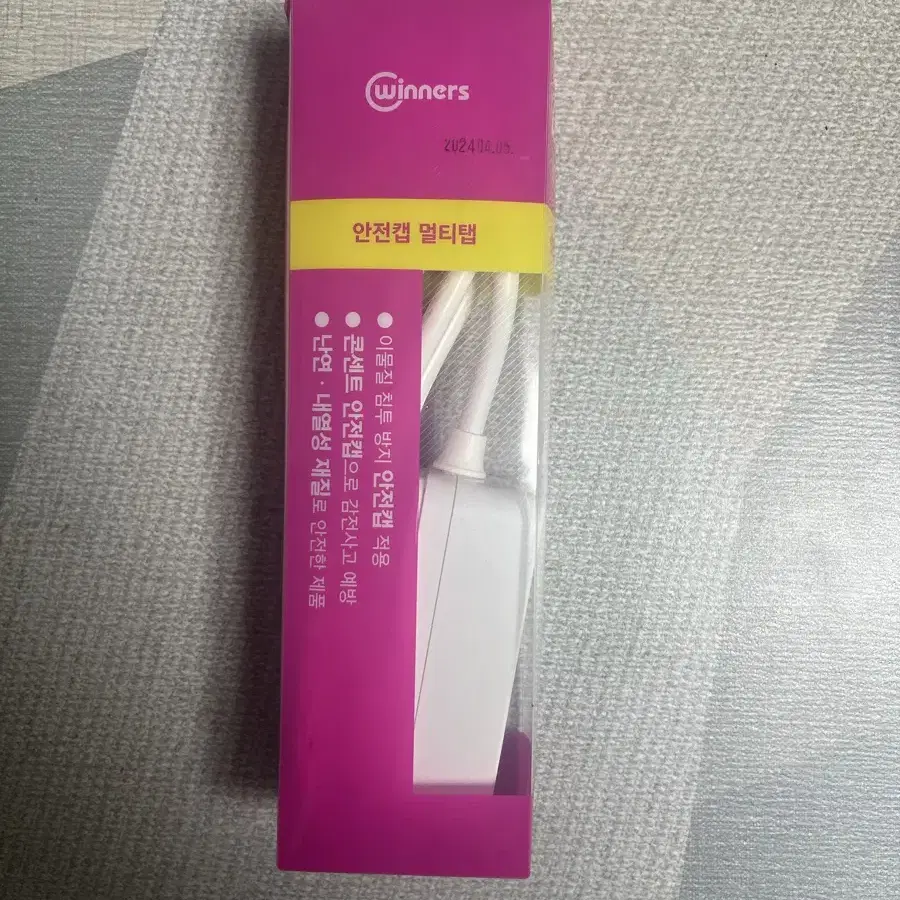 winners
2024.04.08.
안전캡 멀티탭
● 이물질 침투 방지 안전캡 적용
● 콘센트 안전캡으로 감전사고 예방
● 난연·내열성 재질로 안전한 제품